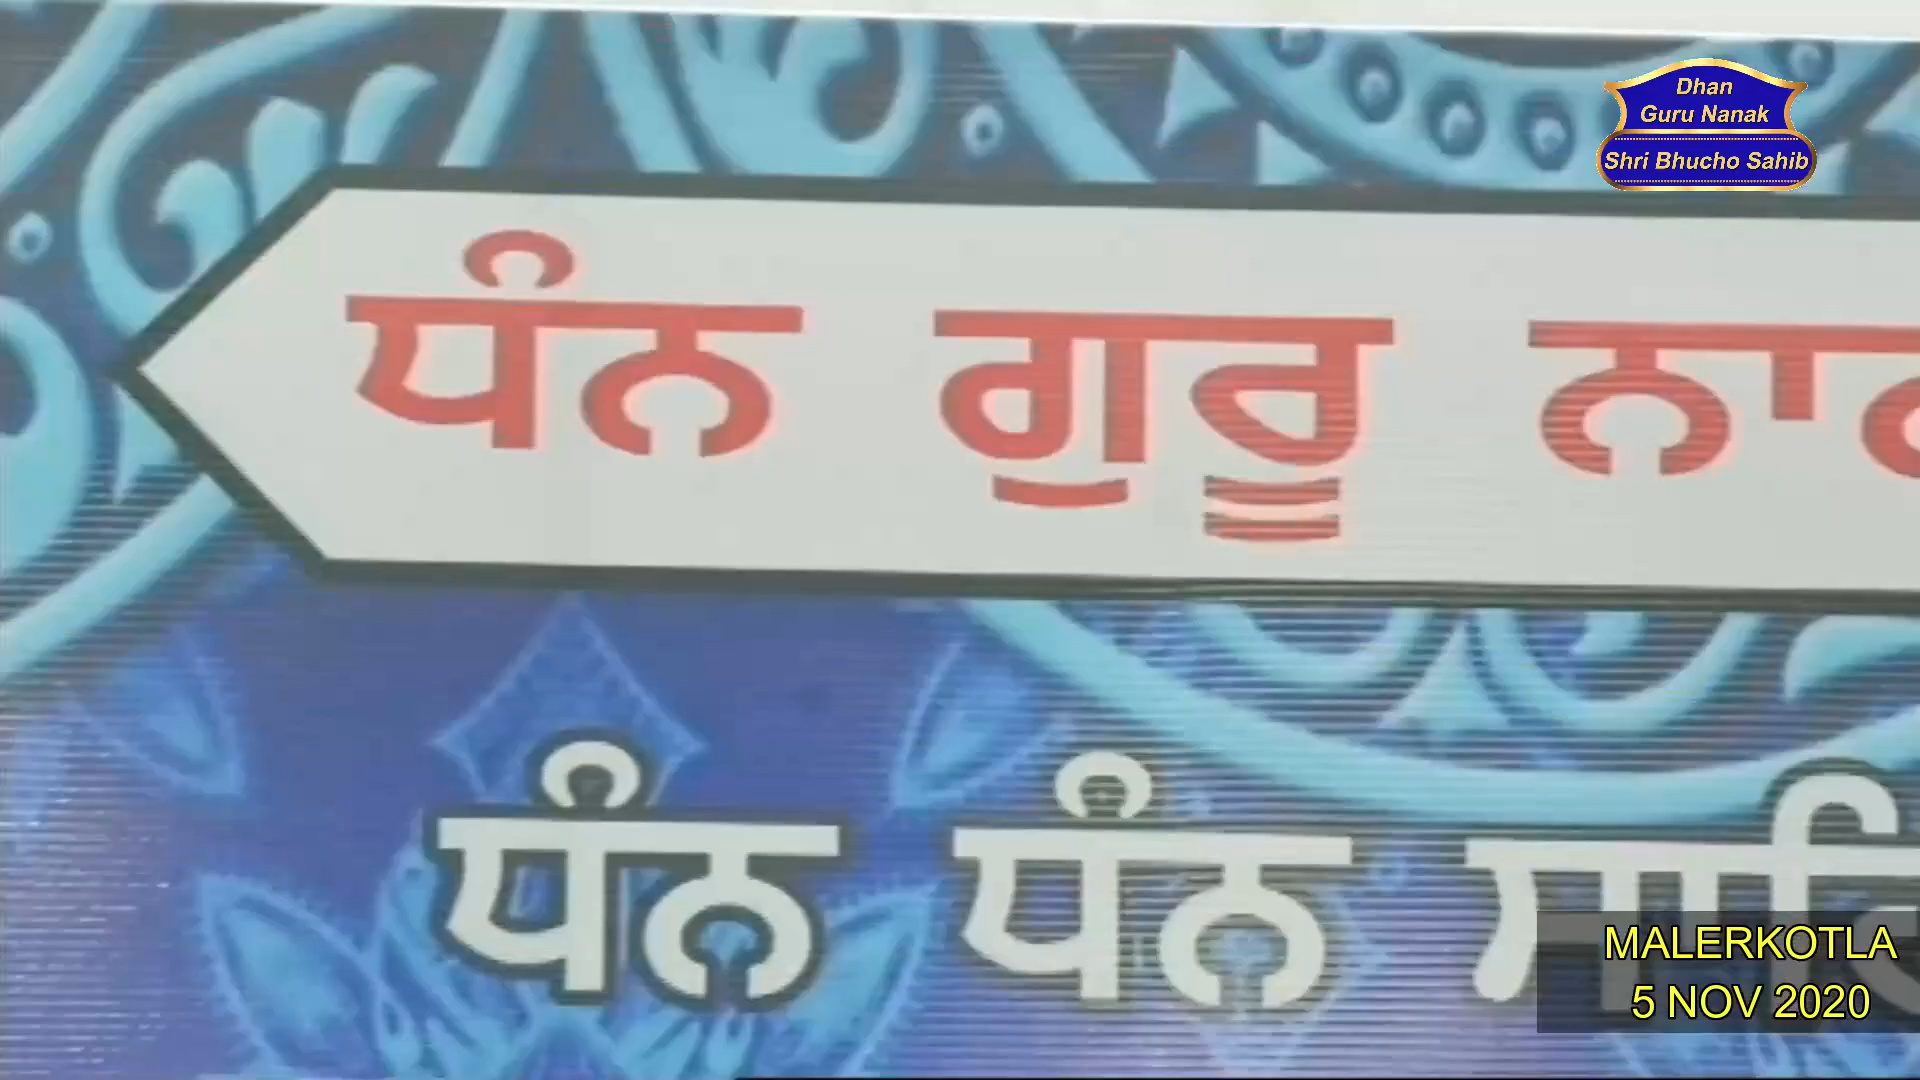 Dhan
Guru Nanak
Shri Bhucho Sahib
ਧੰਨ ਗੁਰੂ
ਧੰਨ ਧੰਨ
MALERKOTLA
5 NOV 2020